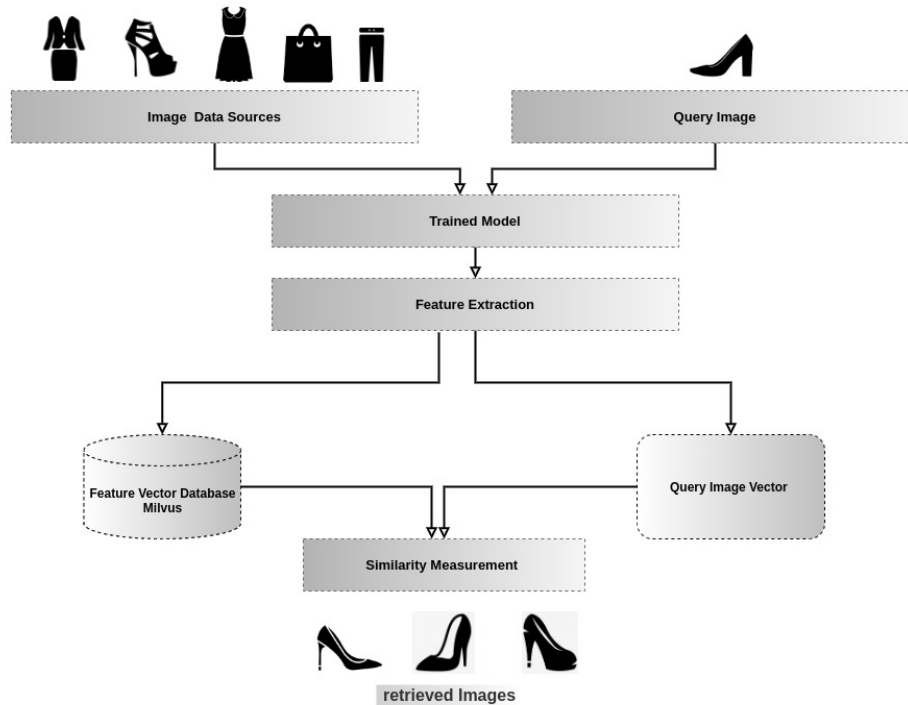 Image Data Sources
Query Image
Trained Model
Feature Extraction
Feature Vector Database
Milvus
Query Image Vector
Similarity Measurement
retrieved Images